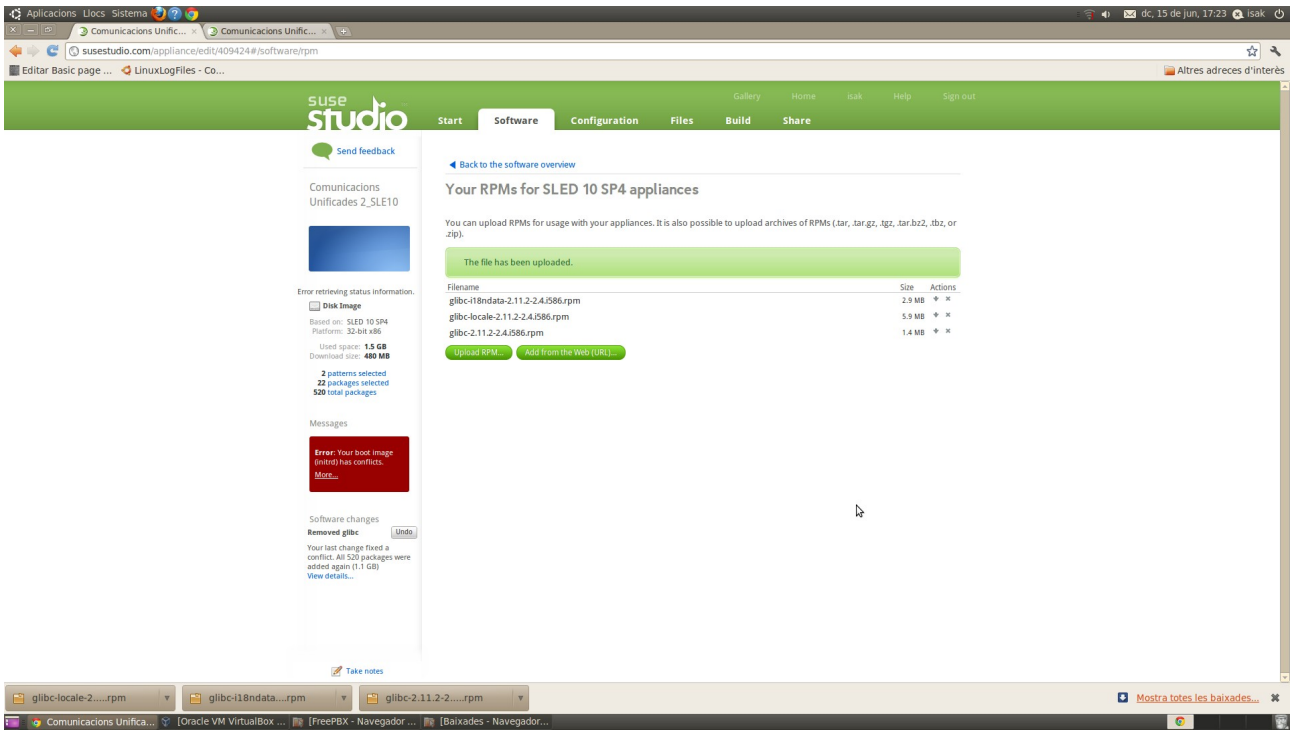 Aplicacions Llocs Sistema
dc, 15 de jun, 17:23 isak
Comunicacions Unific... Comunicacions Unific...
susestudio.com/appliance/edit/409424#/software/rpm
Editar Basic page ... LinuxLogFiles - Co... Altres adreces d'interès
Gallery Home isak Help Sign out
suse studio
Start Software Configuration Files Build Share
Send feedback
Comunicacions
Unificades 2_SLE10
Error retrieving status information.
Disk Image
Based on: SLED 10 SP4
Platform: 32-bit x86
Used space: 1.5 GB
Download size: 480 MB
2 patterns selected
22 packages selected
520 total packages
Messages
Error: Your boot image
(initrd) has conflicts.
More...
Software changes
Removed glibc Undo
Your last change fixed a
conflict. All 520 packages were
added again (1.1 GB)
View details...
Take notes
Back to the software overview
Your RPMs for SLED 10 SP4 appliances
You can upload RPMs for usage with your appliances. It is also possible to upload archives of RPMs (.tar, .tar.gz, .tgz, .tar.bz2, .tbz, or
.zip).
The file has been uploaded.
Filename Size Actions
glibc-i18ndata-2.11.2-2.4.i586.rpm 2.9 MB
glibc-locale-2.11.2-2.4.i586.rpm 5.9 MB
glibc-2.11.2-2.4.i586.rpm 1.4 MB
Upload RPM... Add from the Web (URL)...
glibc-locale-2.....rpm glibc-i18ndata....rpm glibc-2.11.2-2.....rpm Mostra totes les baixades...
Comunicacions Unifica... [Oracle VM VirtualBox ... [FreePBX - Navegador ... [Baixades - Navegador...